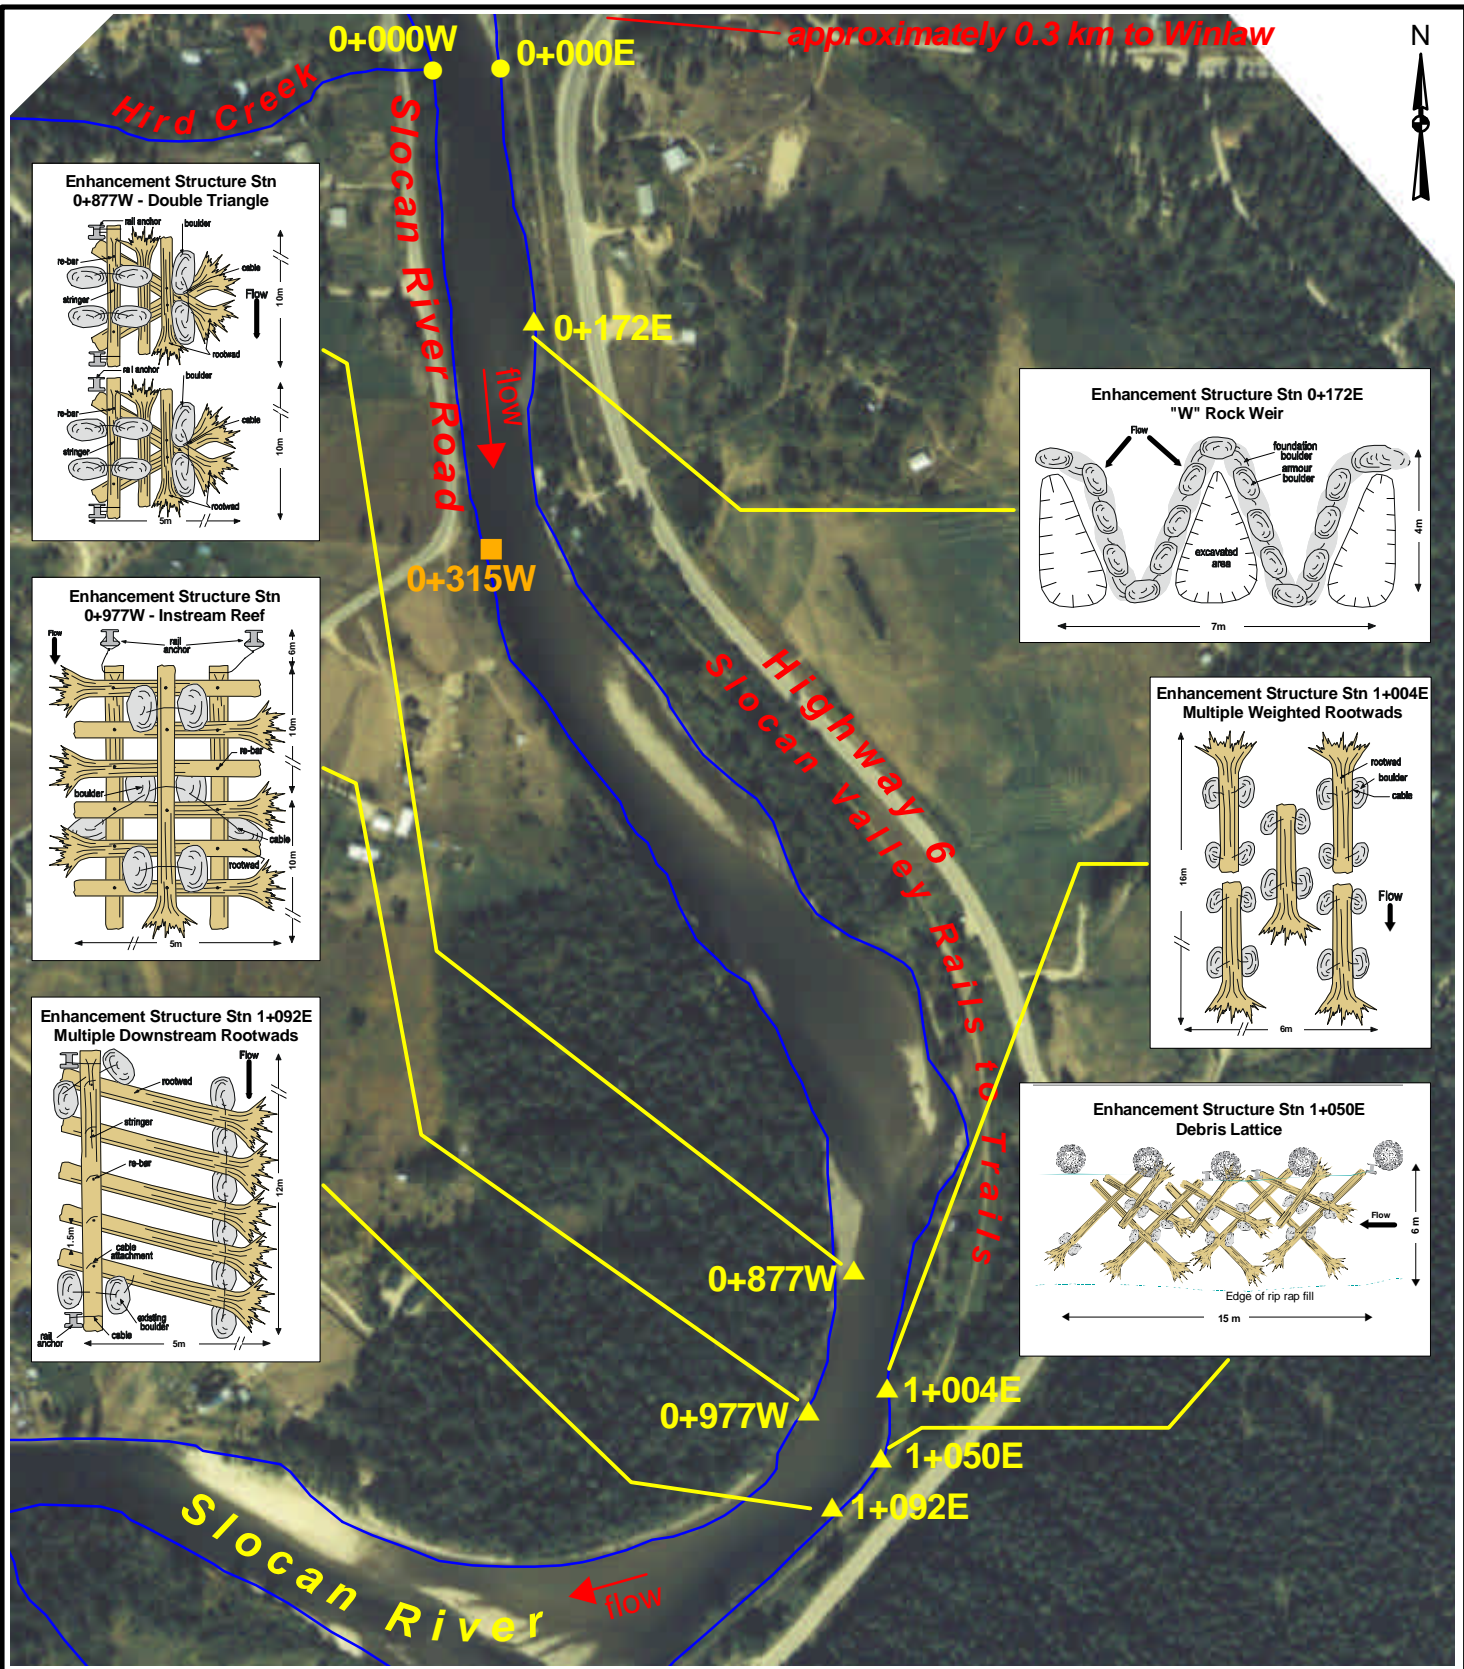 0+000W
0+000E
approximately 0.3 km to Winlaw
N
Hird Creek
Slocan River Road
Enhancement Structure Stn
0+877W - Double Triangle
rail anchor
boulder
re-bar
cable
stringer
Flow
10m
rootwad
rail anchor
boulder
re-bar
cable
stringer
10m
rootwad
5m
0+172E
flow
Enhancement Structure Stn 0+172E
"W" Rock Weir
Flow
foundation
boulder
armour
boulder
excavated
area
4m
7m
0+315W
Enhancement Structure Stn
0+977W - Instream Reef
Flow
rail
anchor
6m
10m
re-bar
boulder
cable
rootwad
10m
5m
Highway 6
Slocan Valley Rails to Trails
Enhancement Structure Stn 1+004E
Multiple Weighted Rootwads
rootwad
boulder
cable
16m
Flow
6m
Enhancement Structure Stn 1+092E
Multiple Downstream Rootwads
Flow
rootwad
stringer
re-bar
12m
1.5m
cable
attachment
existing
boulder
rail
anchor
cable
5m
Enhancement Structure Stn 1+050E
Debris Lattice
Flow
6 m
Edge of rip rap fill
15 m
0+877W
0+977W
1+004E
1+050E
1+092E
Slocan River
flow